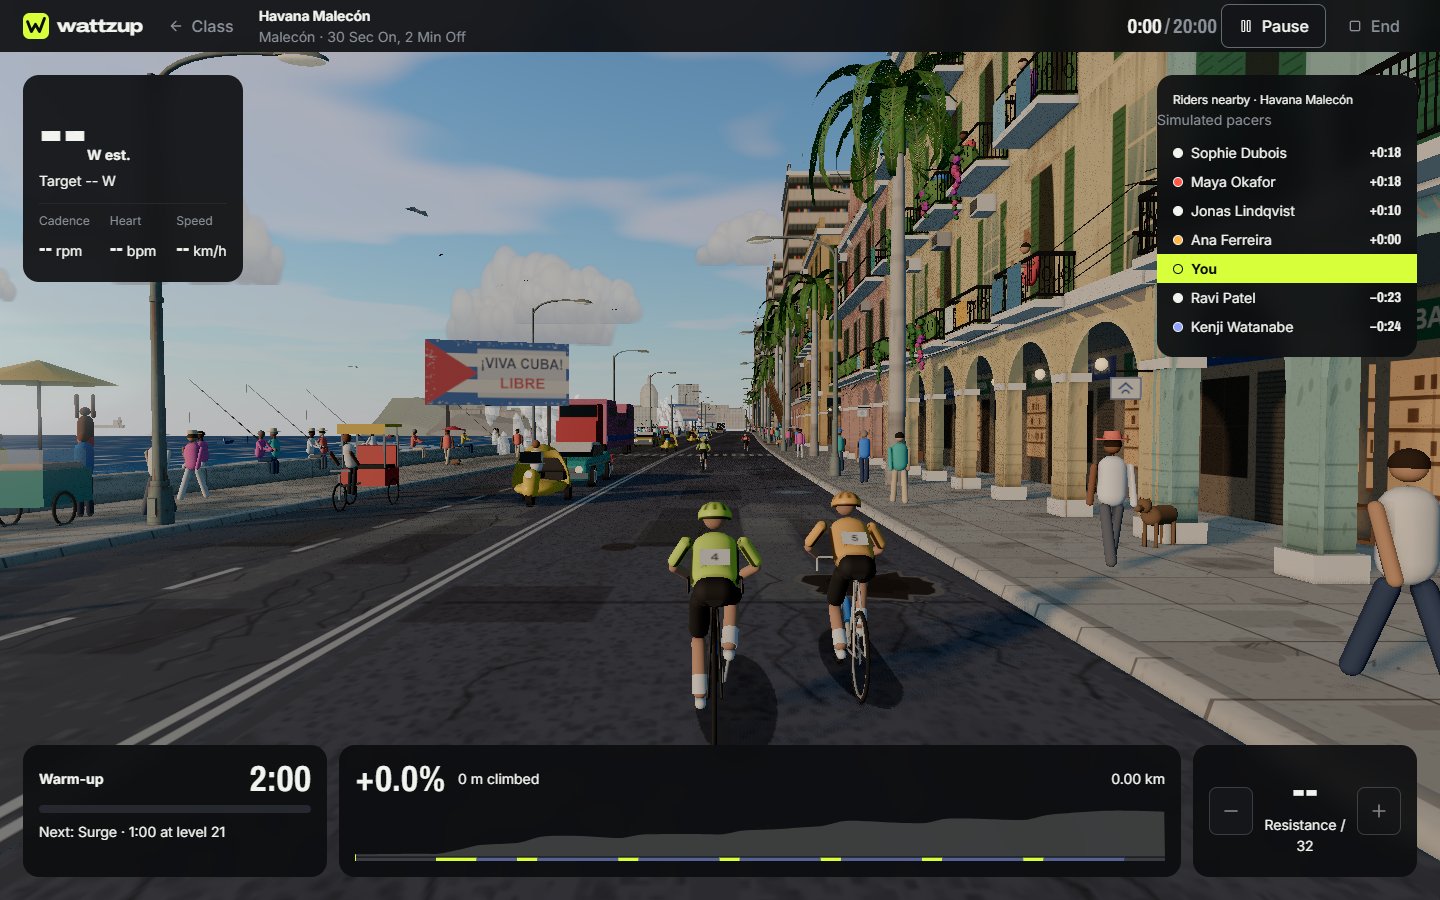 wattzup
Class
Havana Malecón
Malecón · 30 Sec On, 2 Min Off
0:00 / 20:00
Pause
End
-- W est.
Target -- W
Cadence Heart Speed
-- rpm -- bpm -- km/h
Riders nearby · Havana Malecón
Simulated pacers
Sophie Dubois +0:18
Maya Okafor +0:18
Jonas Lindqvist +0:10
Ana Ferreira +0:00
You
Ravi Patel −0:23
Kenji Watanabe −0:24
¡VIVA CUBA!
LIBRE
4
5
Warm-up 2:00
Next: Surge · 1:00 at level 21
+0.0% 0 m climbed 0.00 km
--
Resistance /
32